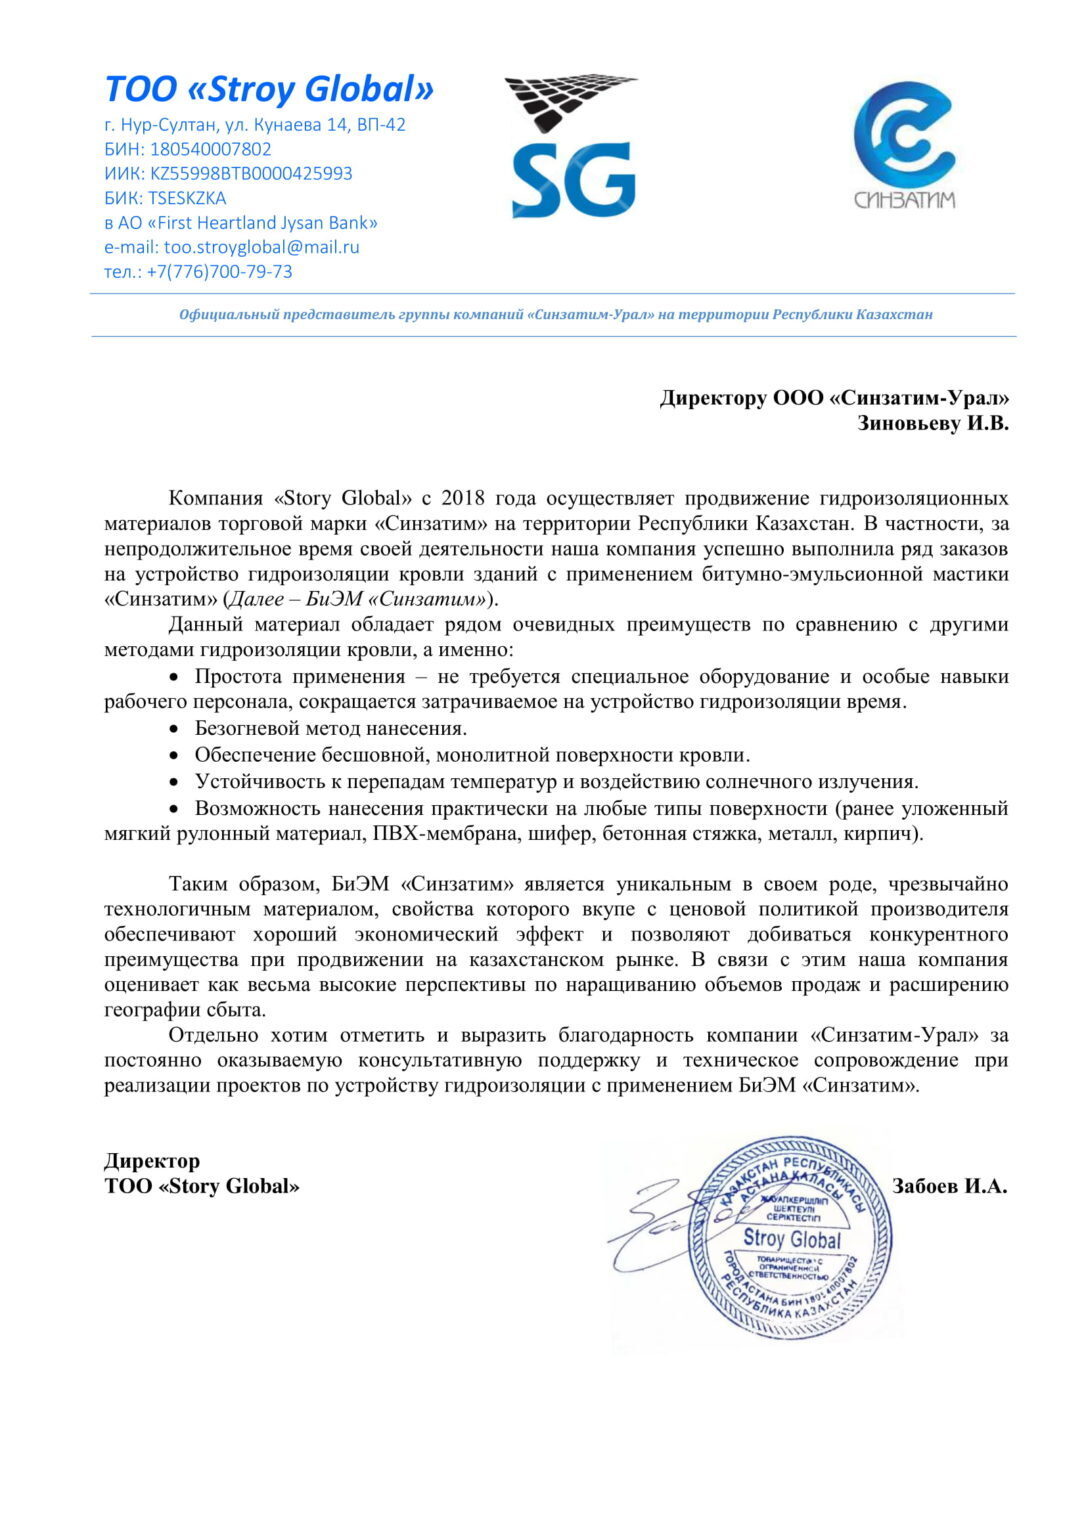 ТОО «Stroy Global»
г. Нур-Султан, ул. Кунаева 14, ВП-42
БИН: 180540007802
ИИК: KZ55998BTB0000425993
БИК: TSESKZKA
в АО «First Heartland Jysan Bank»
e-mail: too.stroyglobal@mail.ru
тел.: +7(776)700-79-73
SG
СИНЗАТИМ
Официальный представитель группы компаний «Синзатим-Урал» на территории Республики Казахстан
Директору ООО «Синзатим-Урал»
Зиновьеву И.В.
Компания «Story Global» с 2018 года осуществляет продвижение гидроизоляционных
материалов торговой марки «Синзатим» на территории Республики Казахстан. В частности, за
непродолжительное время своей деятельности наша компания успешно выполнила ряд заказов
на устройство гидроизоляции кровли зданий с применением битумно-эмульсионной мастики
«Синзатим» (Далее – БиЭМ «Синзатим»).
Данный материал обладает рядом очевидных преимуществ по сравнению с другими
методами гидроизоляции кровли, а именно:
• Простота применения – не требуется специальное оборудование и особые навыки
рабочего персонала, сокращается затрачиваемое на устройство гидроизоляции время.
• Безогневой метод нанесения.
• Обеспечение бесшовной, монолитной поверхности кровли.
• Устойчивость к перепадам температур и воздействию солнечного излучения.
• Возможность нанесения практически на любые типы поверхности (ранее уложенный
мягкий рулонный материал, ПВХ-мембрана, шифер, бетонная стяжка, металл, кирпич).
Таким образом, БиЭМ «Синзатим» является уникальным в своем роде, чрезвычайно
технологичным материалом, свойства которого вкупе с ценовой политикой производителя
обеспечивают хороший экономический эффект и позволяют добиваться конкурентного
преимущества при продвижении на казахстанском рынке. В связи с этим наша компания
оценивает как весьма высокие перспективы по наращиванию объемов продаж и расширению
географии сбыта.
Отдельно хотим отметить и выразить благодарность компании «Синзатим-Урал» за
постоянно оказываемую консультативную поддержку и техническое сопровождение при
реализации проектов по устройству гидроизоляции с применением БиЭМ «Синзатим».
Директор
ТОО «Story Global»
Забоев И.А.
ҚАЗАҚСТАН РЕСПУБЛИКАСЫ
АСТАНА ҚАЛАСЫ
ЖАУАПКЕРШІЛІГІ
ШЕКТЕУЛІ
СЕРІКТЕСТІГІ
Stroy Global
ТОВАРИЩЕСТВО С
ОГРАНИЧЕННОЙ
ОТВЕТСТВЕННОСТЬЮ
ГОРОД АСТАНА БИН 180540007802
РЕСПУБЛИКА КАЗАХСТАН